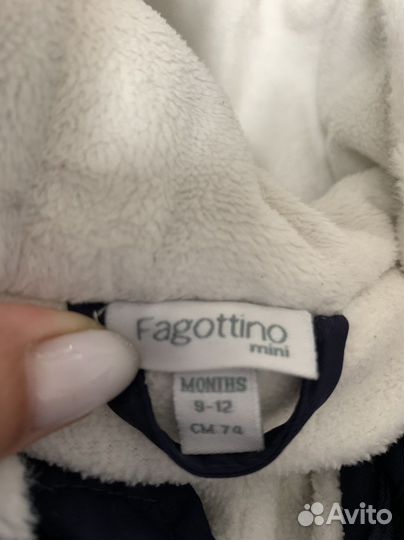 Fagottino
mini
MONTHS
9-12
CM 74
Avito